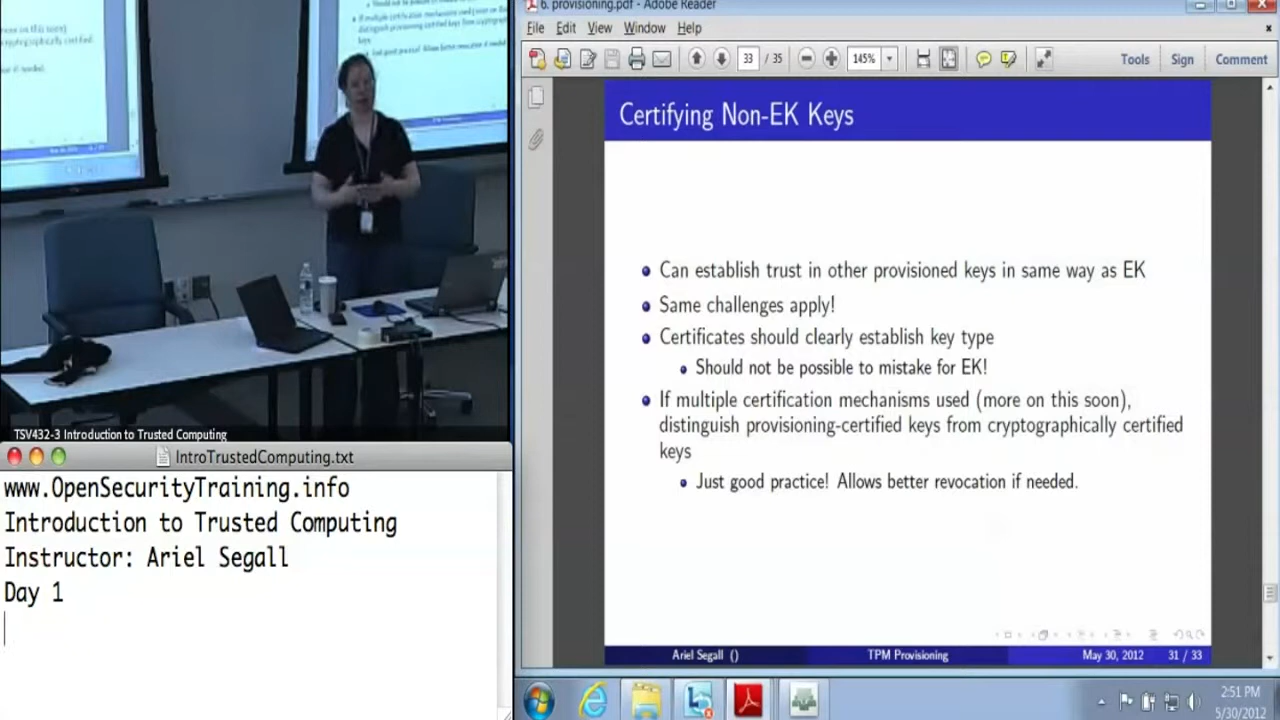 TSV432-3 Introduction to Trusted Computing
IntroTrustedComputing.txt
www.OpenSecurityTraining.info
Introduction to Trusted Computing
Instructor: Ariel Segall
Day 1
6. provisioning.pdf - Adobe Reader
File Edit View Window Help
33 / 35 145% Tools Sign Comment
Certifying Non-EK Keys
Can establish trust in other provisioned keys in same way as EK
Same challenges apply!
Certificates should clearly establish key type
Should not be possible to mistake for EK!
If multiple certification mechanisms used (more on this soon),
distinguish provisioning-certified keys from cryptographically certified
keys
Just good practice! Allows better revocation if needed.
Ariel Segall () TPM Provisioning May 30, 2012 31 / 33
2:51 PM
5/30/2012